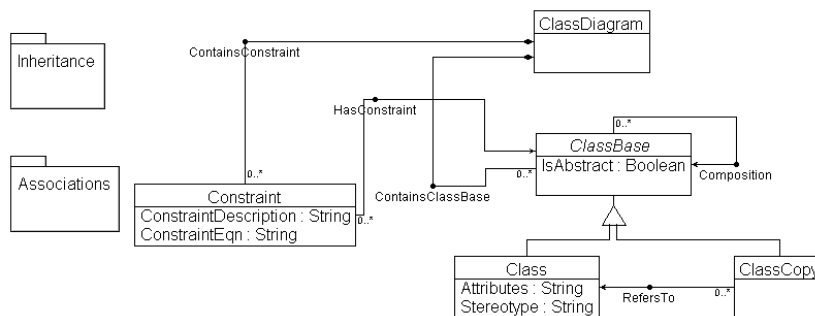 ClassDiagram
ContainsConstraint
Inheritance
HasConstraint
0..*
ClassBase
IsAbstract : Boolean
0..*
Composition
Associations
0..*
Constraint
ConstraintDescription : String
ConstraintEqn : String
0..*
ContainsClassBase
Class
Attributes : String
Stereotype : String
RefersTo
ClassCopy
0..*